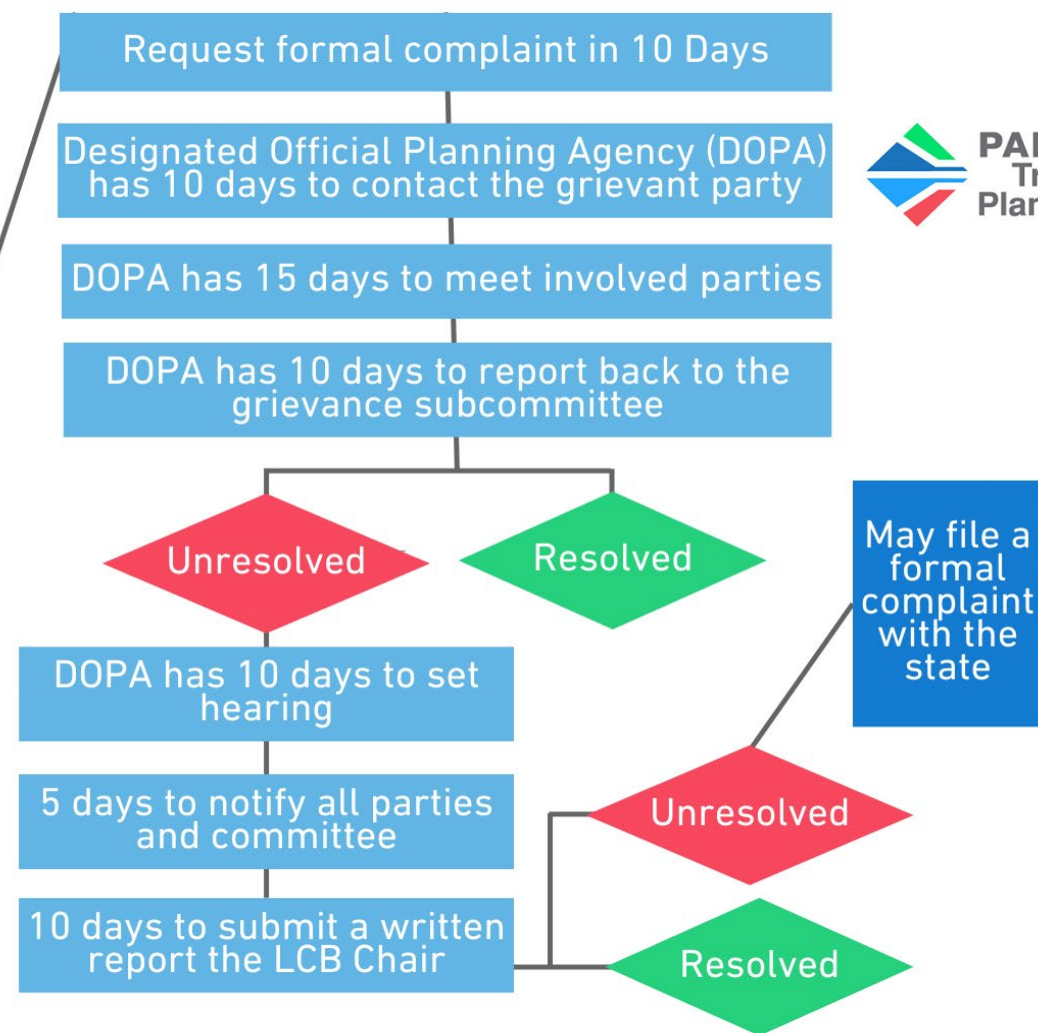 Request formal complaint in 10 Days
Designated Official Planning Agency (DOPA)
has 10 days to contact the grievant party
DOPA has 15 days to meet involved parties
DOPA has 10 days to report back to the
grievance subcommittee
Unresolved
Resolved
DOPA has 10 days to set
hearing
5 days to notify all parties
and committee
10 days to submit a written
report the LCB Chair
Unresolved
Resolved
May file a
formal
complaint
with the
state